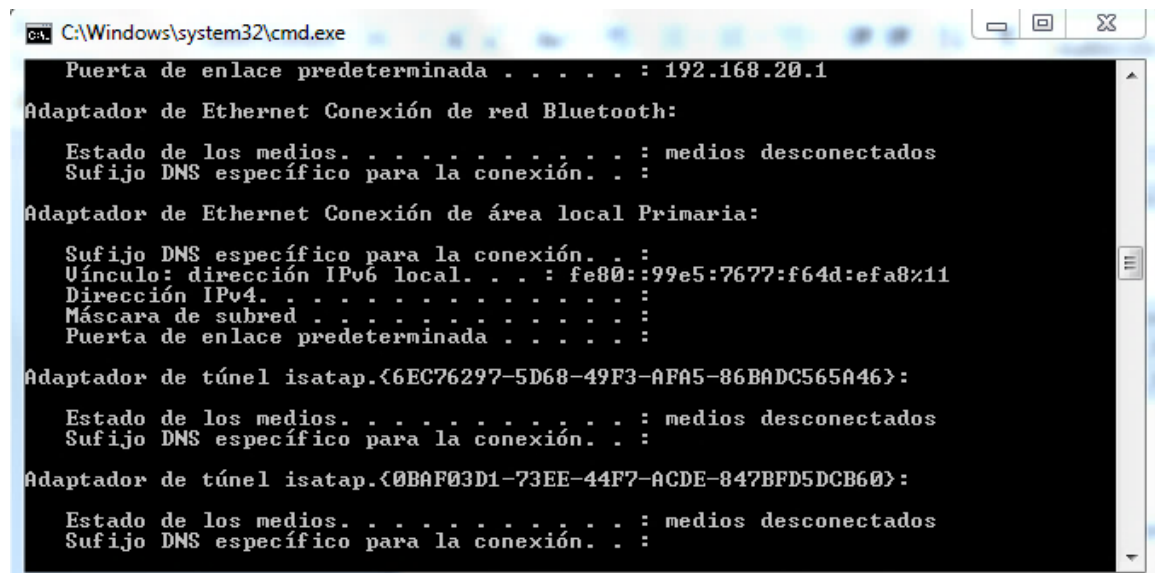 C:\Windows\system32\cmd.exe
Puerta de enlace predeterminada . . . . . : 192.168.20.1
Adaptador de Ethernet Conexión de red Bluetooth:
Estado de los medios. . . . . . . . . . . : medios desconectados
Sufijo DNS específico para la conexión. . :
Adaptador de Ethernet Conexión de área local Primaria:
Sufijo DNS específico para la conexión. . :
Vínculo: dirección IPv6 local. . . : fe80::99e5:7677:f64d:efa8%11
Dirección IPv4. . . . . . . . . . . . . . :
Máscara de subred . . . . . . . . . . . . :
Puerta de enlace predeterminada . . . . . :
Adaptador de túnel isatap.{6EC76297-5D68-49F3-AFA5-86BADC565A46}:
Estado de los medios. . . . . . . . . . . : medios desconectados
Sufijo DNS específico para la conexión. . :
Adaptador de túnel isatap.{0BAF03D1-73EE-44F7-ACDE-847BFD5DCB60}:
Estado de los medios. . . . . . . . . . . : medios desconectados
Sufijo DNS específico para la conexión. . :